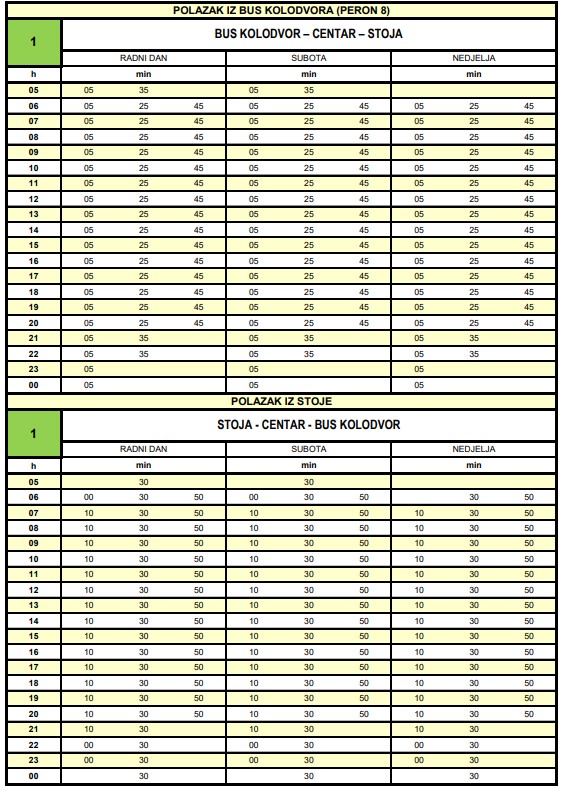 POLAZAK IZ BUS KOLODVORA (PERON 8)
1 BUS KOLODVOR – CENTAR – STOJA
RADNI DAN SUBOTA NEDJELJA
h min min min
05 05 35 05 35
06 05 25 45 05 25 45 05 25 45
07 05 25 45 05 25 45 05 25 45
08 05 25 45 05 25 45 05 25 45
09 05 25 45 05 25 45 05 25 45
10 05 25 45 05 25 45 05 25 45
11 05 25 45 05 25 45 05 25 45
12 05 25 45 05 25 45 05 25 45
13 05 25 45 05 25 45 05 25 45
14 05 25 45 05 25 45 05 25 45
15 05 25 45 05 25 45 05 25 45
16 05 25 45 05 25 45 05 25 45
17 05 25 45 05 25 45 05 25 45
18 05 25 45 05 25 45 05 25 45
19 05 25 45 05 25 45 05 25 45
20 05 25 45 05 25 45 05 25 45
21 05 35 05 35 05 35
22 05 35 05 35 05 35
23 05 05 05
00 05 05 05
POLAZAK IZ STOJE
1 STOJA - CENTAR - BUS KOLODVOR
RADNI DAN SUBOTA NEDJELJA
h min min min
05 30 30
06 00 30 50 00 30 50 30 50
07 10 30 50 10 30 50 10 30 50
08 10 30 50 10 30 50 10 30 50
09 10 30 50 10 30 50 10 30 50
10 10 30 50 10 30 50 10 30 50
11 10 30 50 10 30 50 10 30 50
12 10 30 50 10 30 50 10 30 50
13 10 30 50 10 30 50 10 30 50
14 10 30 50 10 30 50 10 30 50
15 10 30 50 10 30 50 10 30 50
16 10 30 50 10 30 50 10 30 50
17 10 30 50 10 30 50 10 30 50
18 10 30 50 10 30 50 10 30 50
19 10 30 50 10 30 50 10 30 50
20 10 30 50 10 30 50 10 30 50
21 10 30 10 30 10 30
22 00 30 00 30 00 30
23 00 30 00 30 00 30
00 30 30 30